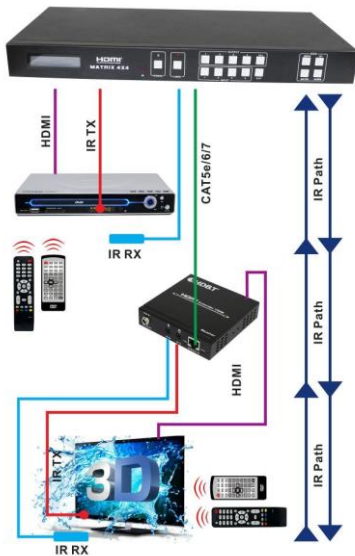 HDMI
MATRIX 4X4
HDMI
IR TX
CAT5e/6/7
IR Path
IR RX
HDBT
IR Path
HDMI
IR TX
3D
IR Path
IR RX